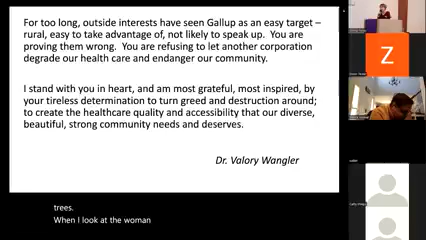 For too long, outside interests have seen Gallup as an easy target –
rural, easy to take advantage of, not likely to speak up.  You are
proving them wrong.  You are refusing to let another corporation
degrade our health care and endanger our community.
I stand with you in heart, and am most grateful, most inspired, by
your tireless determination to turn greed and destruction around;
to create the healthcare quality and accessibility that our diverse,
beautiful, strong community needs and deserves.
Dr. Valory Wangler
Z
trees.
When I look at the woman